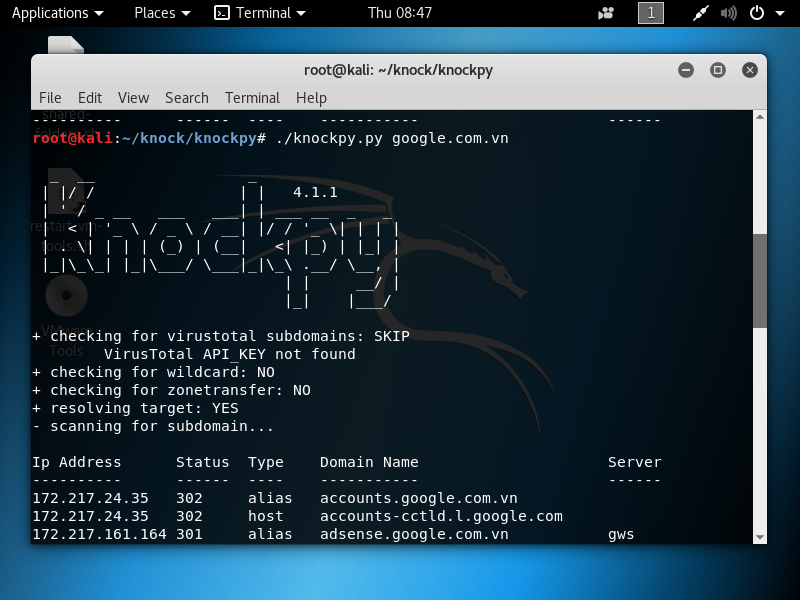 Applications Places Terminal Thu 08:47 1
root@kali: ~/knock/knockpy
File Edit View Search Terminal Help
---------- ------ ---- ----------- ------
root@kali:~/knock/knockpy# ./knockpy.py google.com.vn
4.1.1
+ checking for virustotal subdomains: SKIP
VirusTotal API_KEY not found
+ checking for wildcard: NO
+ checking for zonetransfer: NO
+ resolving target: YES
- scanning for subdomain...
Ip Address Status Type Domain Name Server
---------- ------ ---- ----------- ------
172.217.24.35 302 alias accounts.google.com.vn
172.217.24.35 302 host accounts-cctld.l.google.com
172.217.161.164 301 alias adsense.google.com.vn gws
VMware
Tools